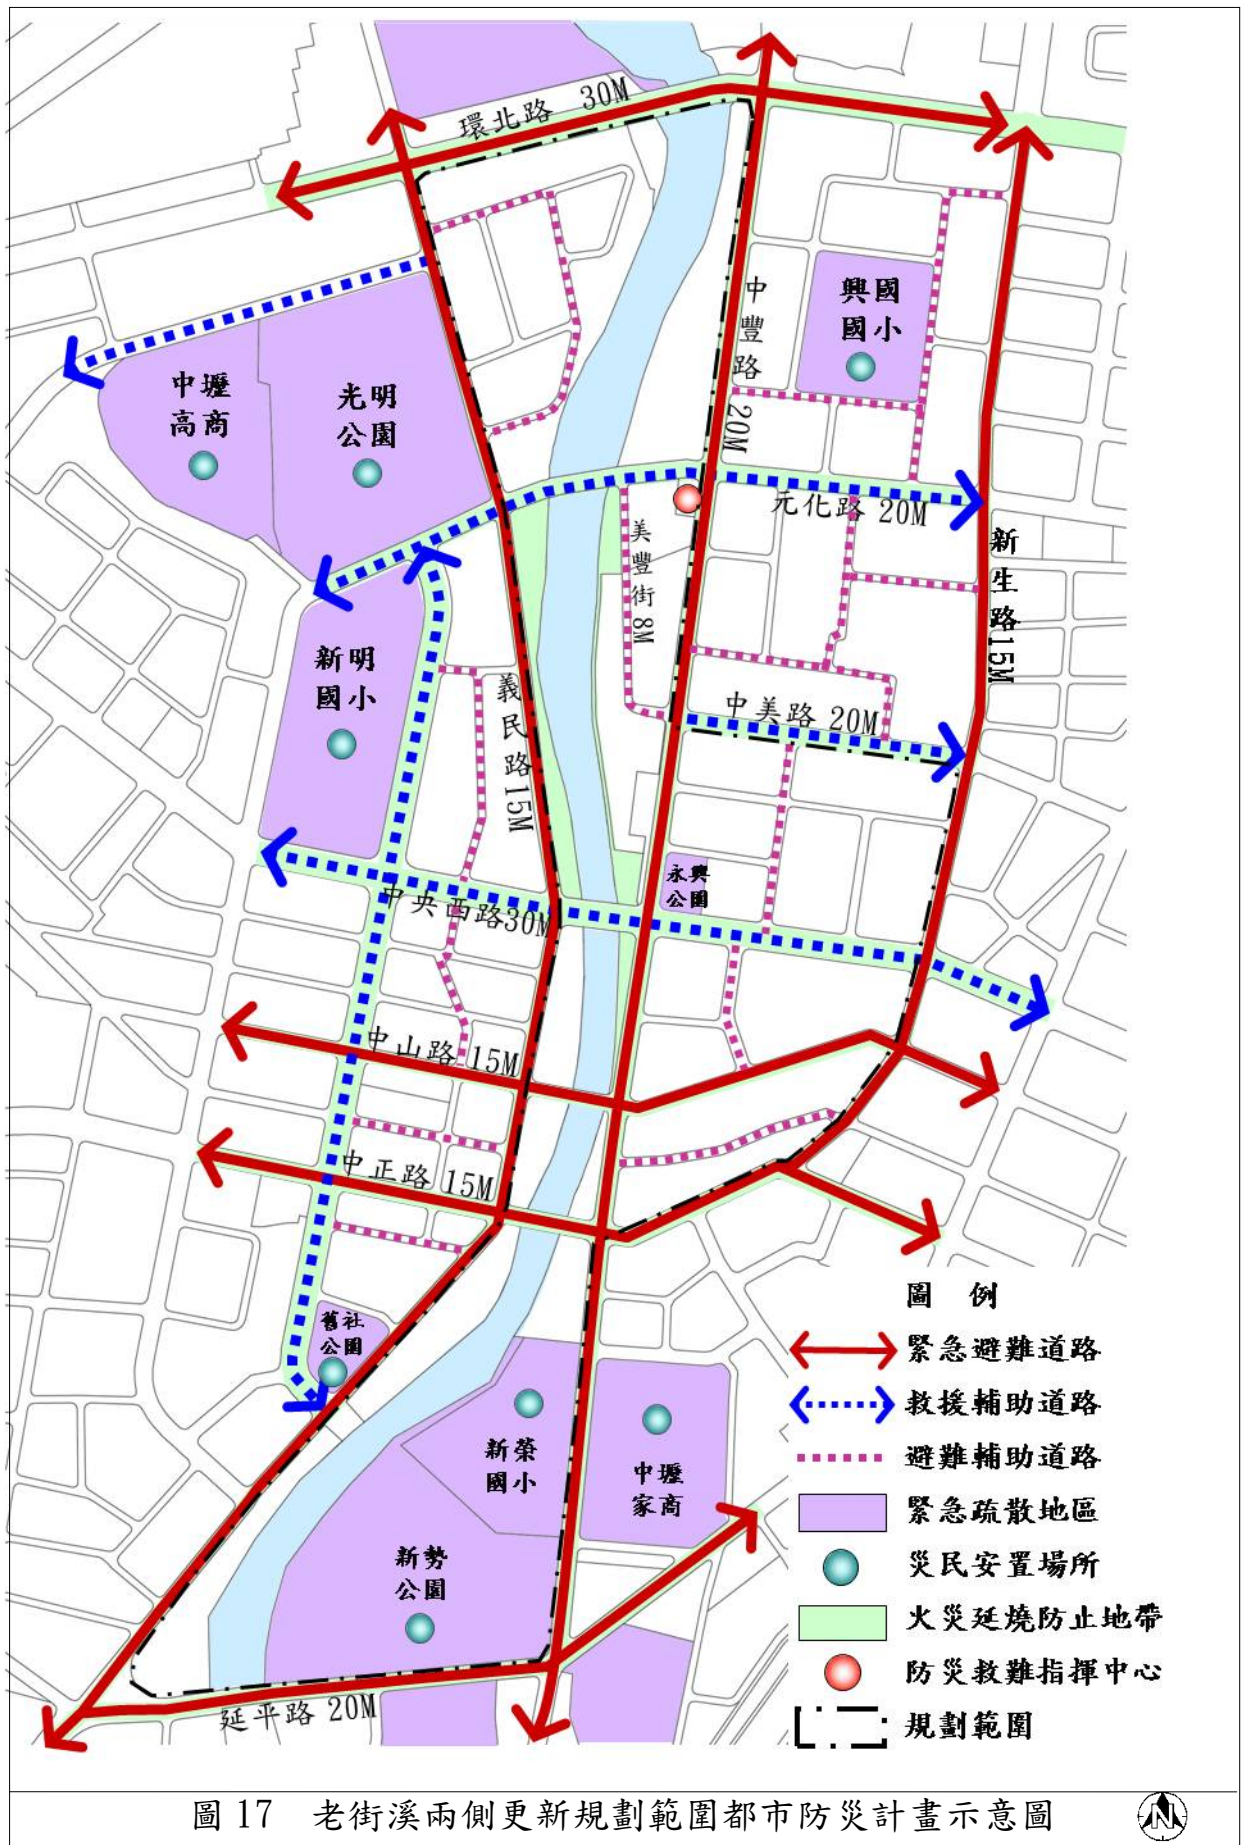 環北路 30M
中豐路 20M
興國
國小
中壢
高商
光明
公園
元化路 20M
美豐街 8M
新生路15M
新明
國小
義民路15M
中美路 20M
永興
公園
中央西路30M
中山路 15M
中正路 15M
舊社
公園
新榮
國小
中壢
家商
新勢
公園
延平路 20M
圖 例
緊急避難道路
救援輔助道路
避難輔助道路
緊急疏散地區
災民安置場所
火災延燒防止地帶
防災救難指揮中心
規劃範圍
圖 17 老街溪兩側更新規劃範圍都市防災計畫示意圖
N